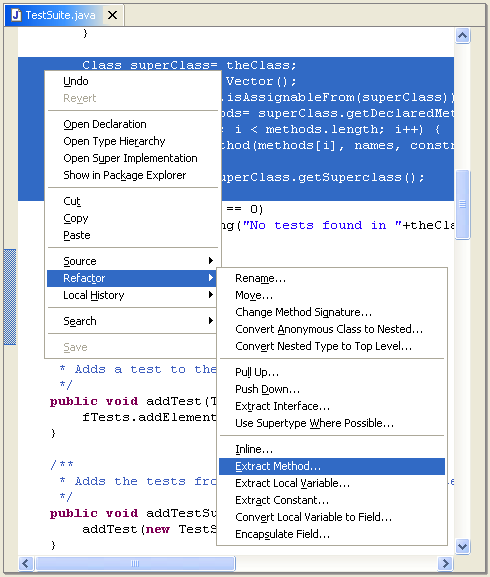 TestSuite.java
}
Class superClass= theClass;
Vector();
.isAssignableFrom(superClass))
ods= superClass.getDeclaredMet
; i < methods.length; i++) {
hod(methods[i], names, constr
uperClass.getSuperclass();
== 0)
ng("No tests found in "+theCla
Undo
Revert
Open Declaration
Open Type Hierarchy
Open Super Implementation
Show in Package Explorer
Cut
Copy
Paste
Source
Refactor
Local History
Search
Save
Rename...
Move...
Change Method Signature...
Convert Anonymous Class to Nested...
Convert Nested Type to Top Level...
Pull Up...
Push Down...
Extract Interface...
Use Supertype Where Possible...
Inline...
Extract Method...
Extract Local Variable...
Extract Constant...
Convert Local Variable to Field...
Encapsulate Field...
* Adds a test to the
*/
public void addTest(T
fTests.addElement
}
/**
* Adds the tests fro
*/
public void addTestSu
addTest(new TestS
}